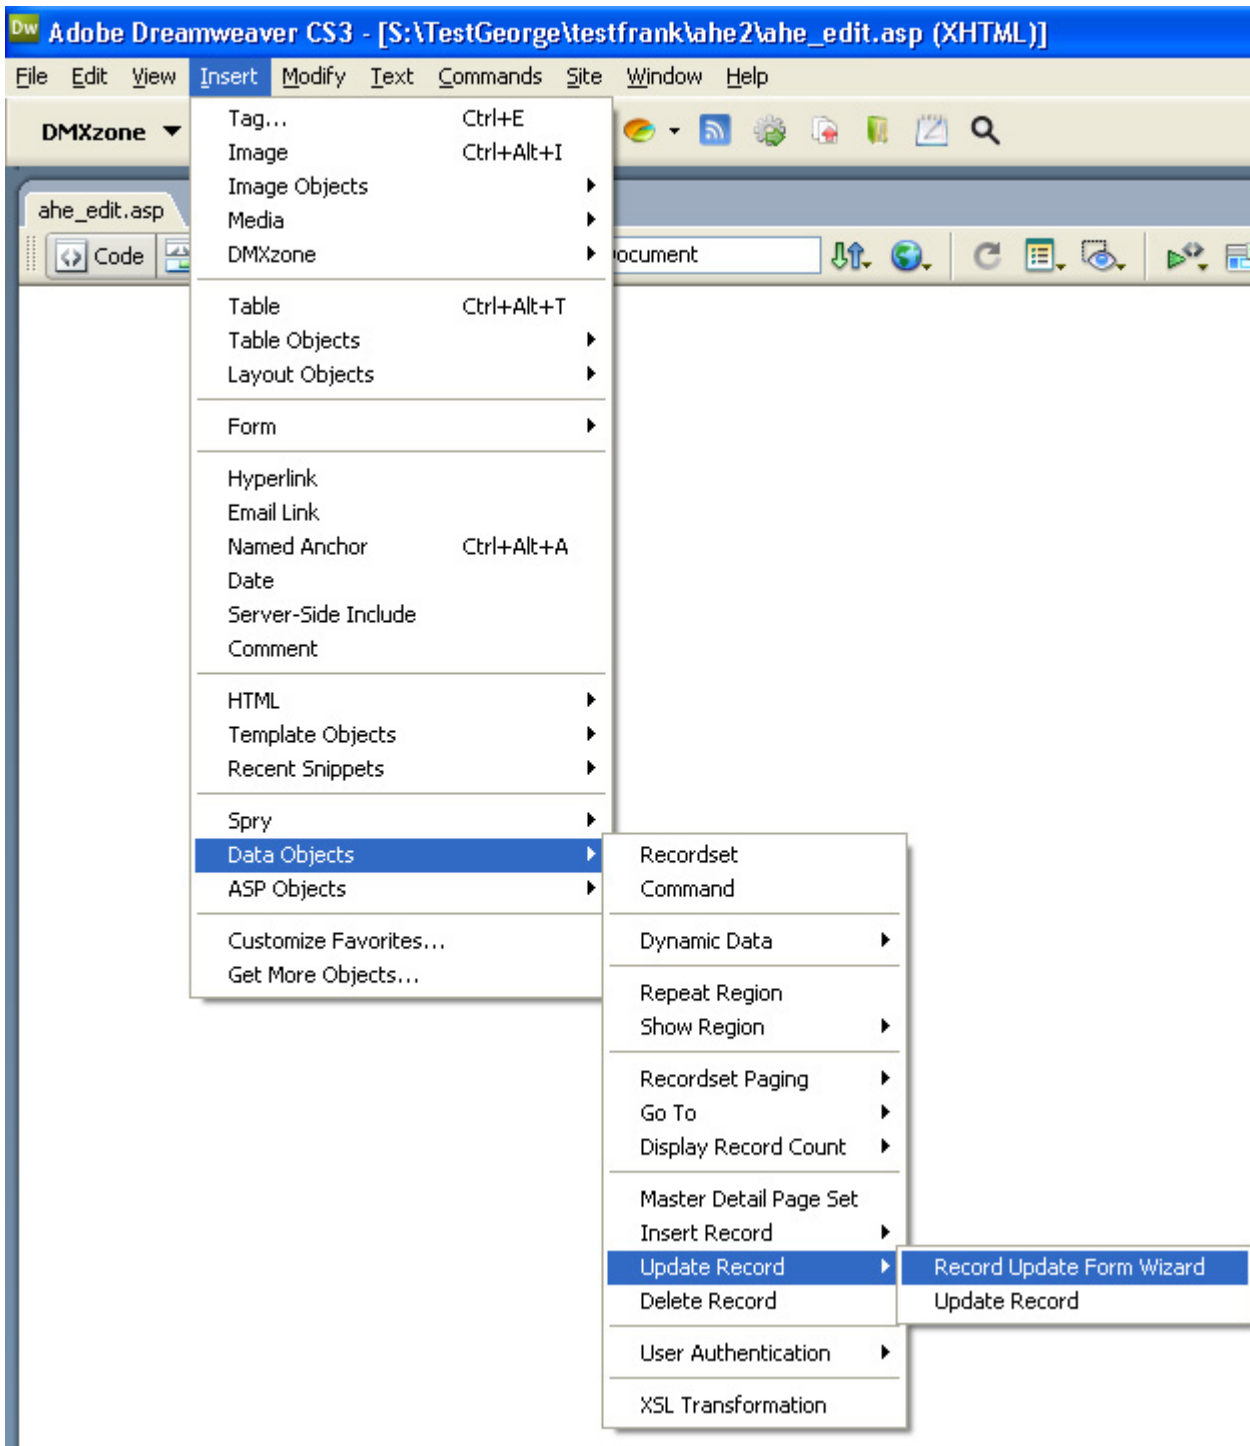 Dw Adobe Dreamweaver CS3 - [S:\TestGeorge\testfrank\ahe2\ahe_edit.asp (XHTML)]
File Edit View Insert Modify Text Commands Site Window Help
DMXzone
ahe_edit.asp
Code
ocument
Tag... Ctrl+E
Image Ctrl+Alt+I
Image Objects
Media
DMXzone
Table Ctrl+Alt+T
Table Objects
Layout Objects
Form
Hyperlink
Email Link
Named Anchor Ctrl+Alt+A
Date
Server-Side Include
Comment
HTML
Template Objects
Recent Snippets
Spry
Data Objects
ASP Objects
Customize Favorites...
Get More Objects...
Recordset
Command
Dynamic Data
Repeat Region
Show Region
Recordset Paging
Go To
Display Record Count
Master Detail Page Set
Insert Record
Update Record
Delete Record
User Authentication
XSL Transformation
Record Update Form Wizard
Update Record